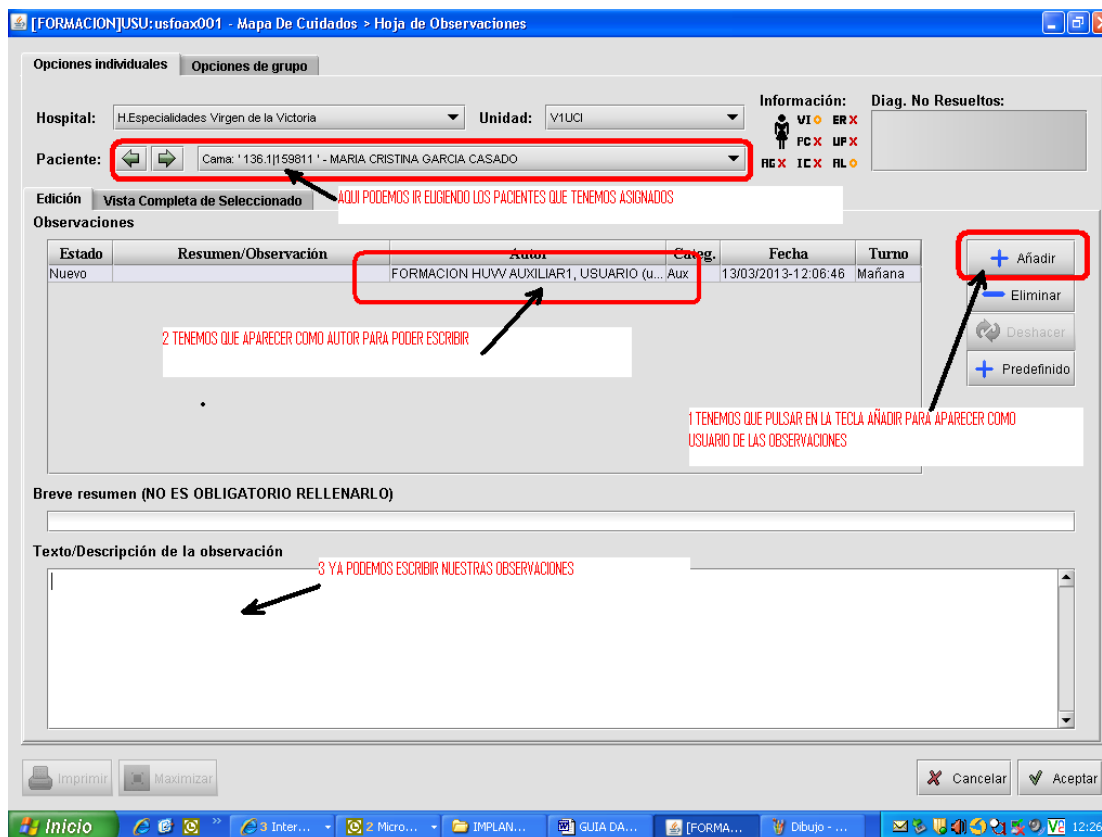 [FORMACION]USU:usfoax001 - Mapa De Cuidados > Hoja de Observaciones
Opciones individuales Opciones de grupo
Hospital: H.Especialidades Virgen de la Victoria Unidad: V1UCI
Información: Diag. No Resueltos:
VI O ER X
PC X UP X
AG X IC X AL O
Paciente: Cama: ' 136.1|159811 ' - MARIA CRISTINA GARCIA CASADO
AQUI PODEMOS IR ELIGIENDO LOS PACIENTES QUE TENEMOS ASIGNADOS
Edición Vista Completa de Seleccionado
Observaciones
Estado Resumen/Observación Autor Categ. Fecha Turno
Nuevo FORMACION HUVV AUXILIAR1, USUARIO (u... Aux 13/03/2013-12:06:46 Mañana
Añadir
Eliminar
Deshacer
Predefinido
2 TENEMOS QUE APARECER COMO AUTOR PARA PODER ESCRIBIR
1 TENEMOS QUE PULSAR EN LA TECLA AÑADIR PARA APARECER COMO
USUARIO DE LAS OBSERVACIONES
Breve resumen (NO ES OBLIGATORIO RELLENARLO)
Texto/Descripción de la observación
3 YA PODEMOS ESCRIBIR NUESTRAS OBSERVACIONES
Imprimir Maximizar Cancelar Aceptar
Inicio » 3 Inter... 2 Micro... IMPLAN... GUIA DA... [FORMA... Dibujo - ... 12:26